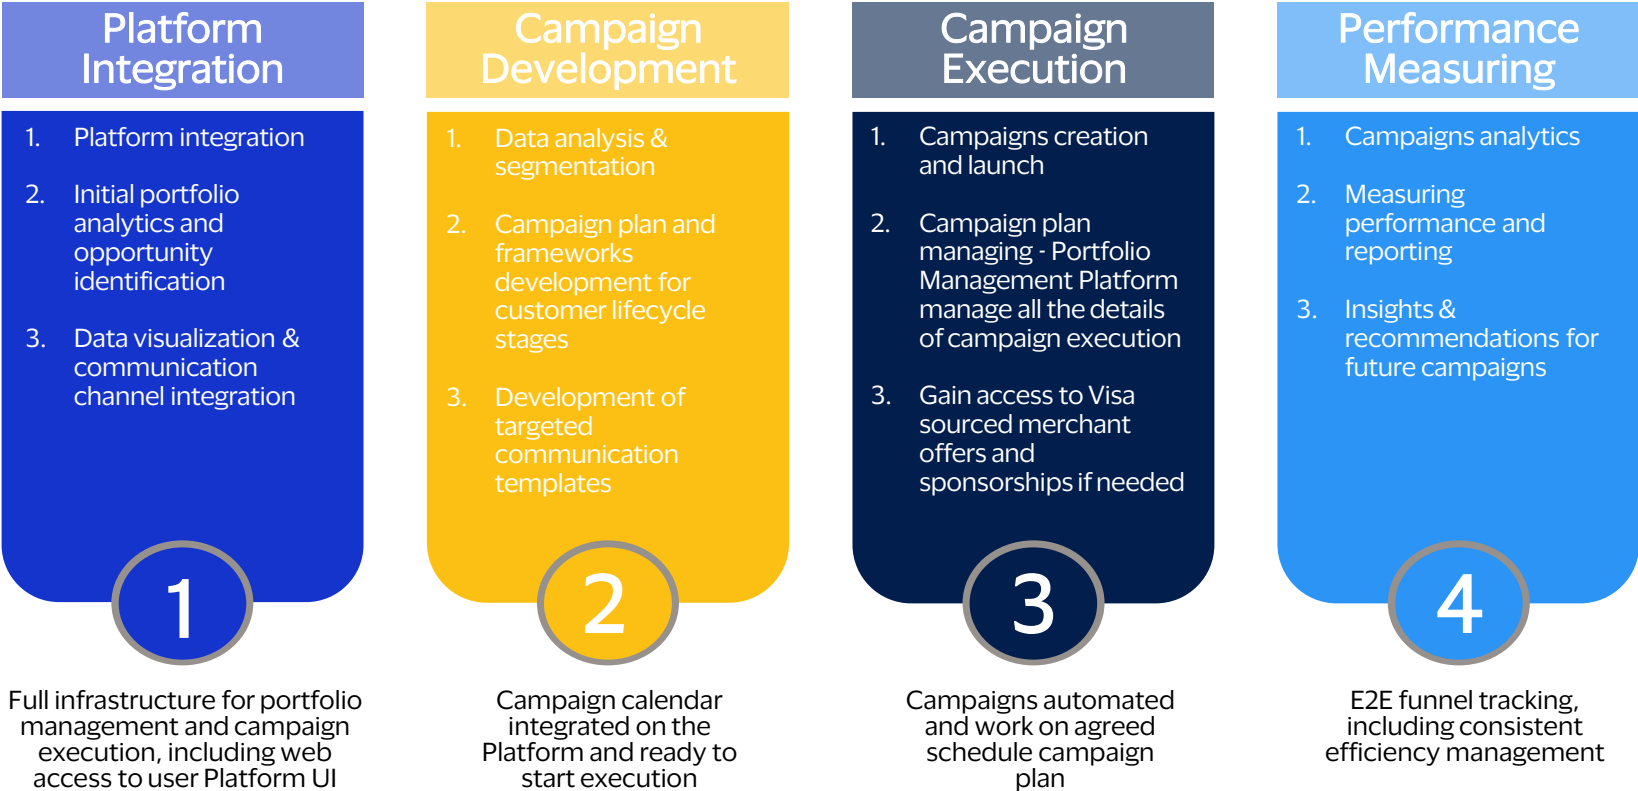 Platform
Integration
1. Platform integration
2. Initial portfolio
analytics and
opportunity
identification
3. Data visualization &
communication
channel integration
1
Full infrastructure for portfolio
management and campaign
execution, including web
access to user Platform UI
Campaign
Development
1. Data analysis &
segmentation
2. Campaign plan and
frameworks
development for
customer lifecycle
stages
3. Development of
targeted
communication
templates
2
Campaign calendar
integrated on the
Platform and ready to
start execution
Campaign
Execution
1. Campaigns creation
and launch
2. Campaign plan
managing - Portfolio
Management Platform
manage all the details
of campaign execution
3. Gain access to Visa
sourced merchant
offers and
sponsorships if needed
3
Campaigns automated
and work on agreed
schedule campaign
plan
Performance
Measuring
1. Campaigns analytics
2. Measuring
performance and
reporting
3. Insights &
recommendations for
future campaigns
4
E2E funnel tracking,
including consistent
efficiency management